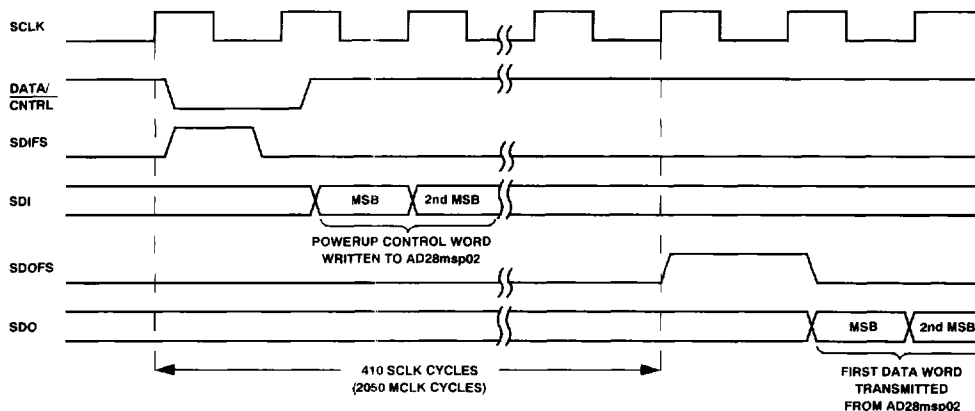 SCLK
DATA/
CNTRL
SDIFS
SDI
MSB
2nd MSB
POWERUP CONTROL WORD
WRITTEN TO AD28msp02
SDOFS
SDO
MSB
2nd MSB
410 SCLK CYCLES
(2050 MCLK CYCLES)
FIRST DATA WORD
TRANSMITTED
FROM AD28msp02